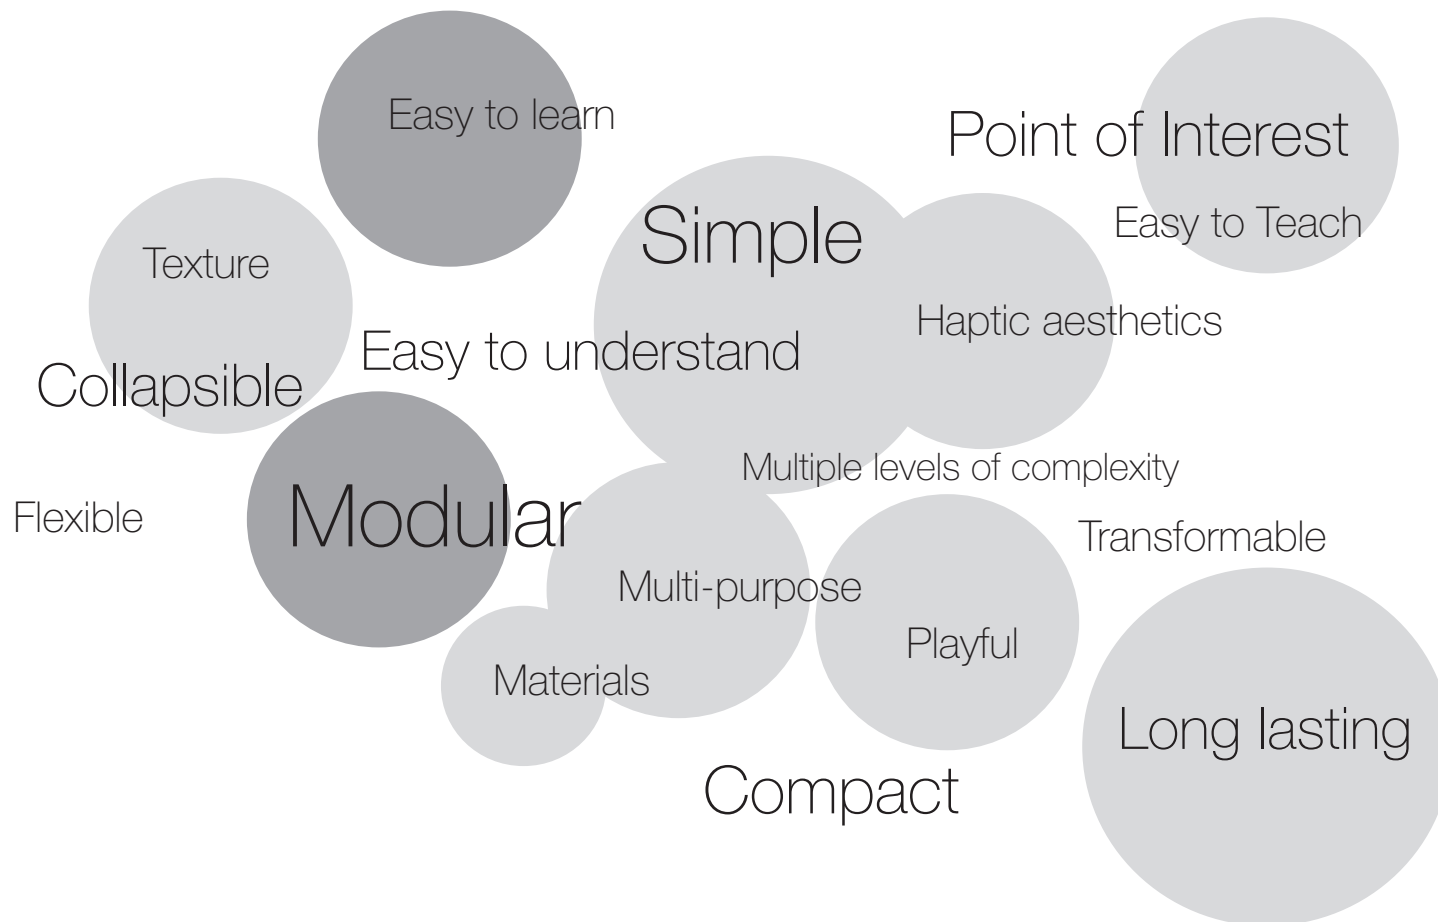 Easy to learn
Point of Interest
Simple
Easy to Teach
Texture
Haptic aesthetics
Easy to understand
Collapsible
Multiple levels of complexity
Modular
Flexible
Transformable
Multi-purpose
Playful
Materials
Long lasting
Compact